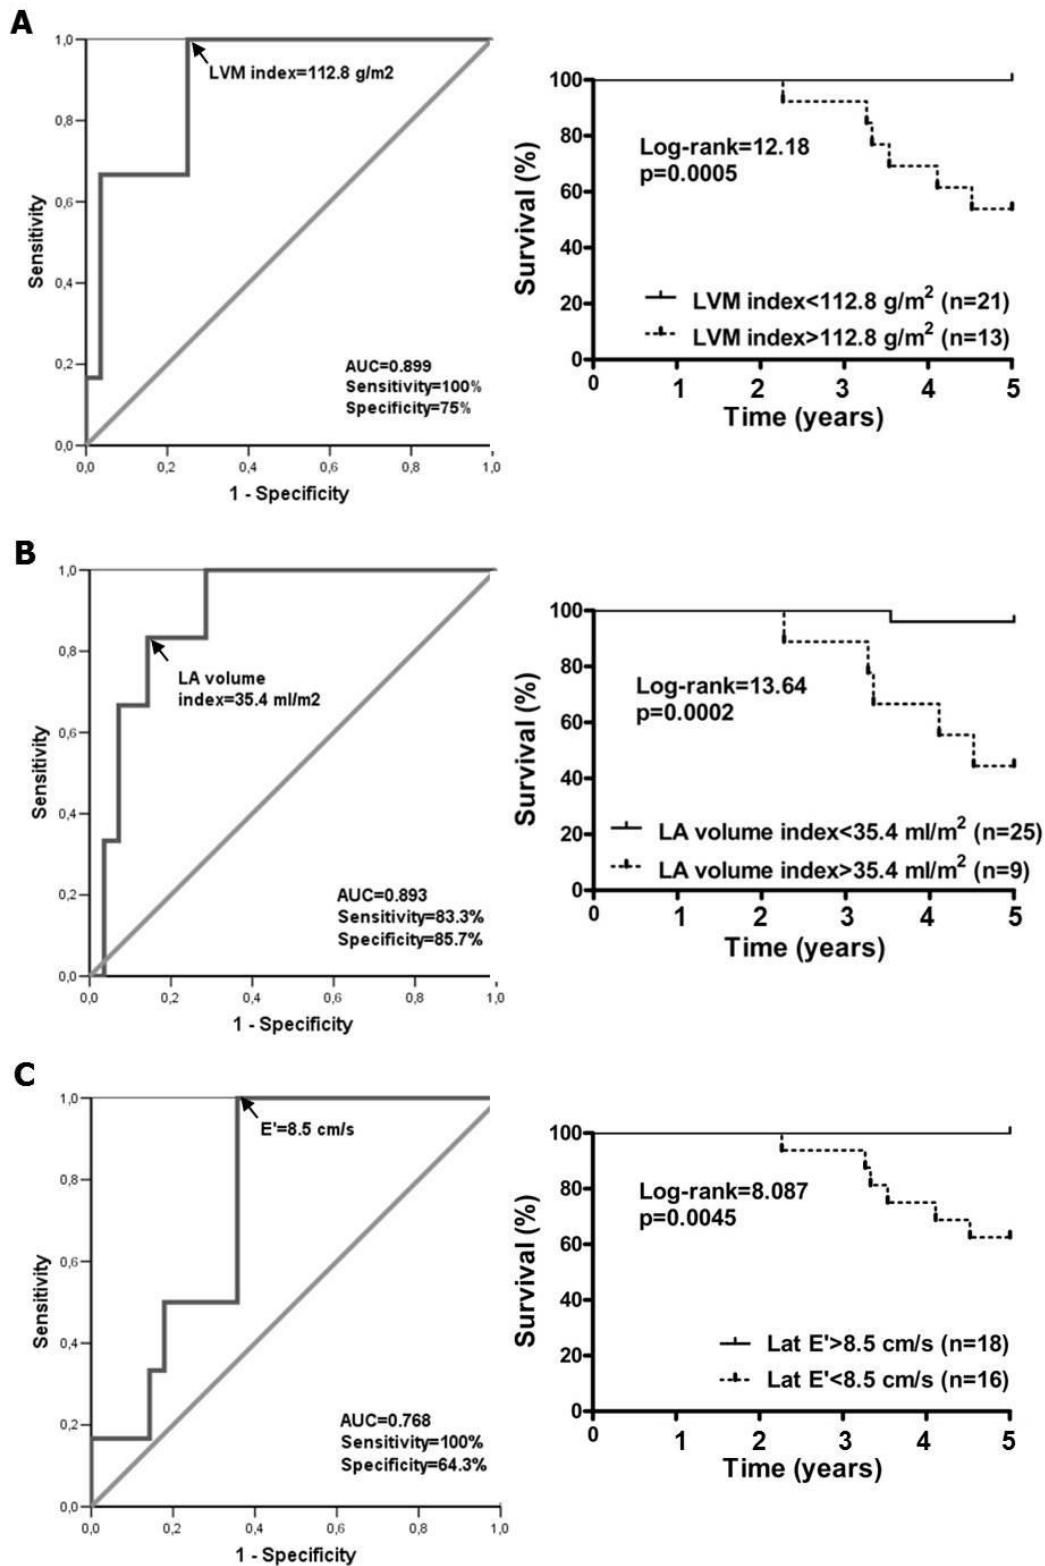 A
1,0
0,8
0,6
0,4
0,2
0,0
Sensitivity
LVM index=112.8 g/m2
AUC=0.899
Sensitivity=100%
Specificity=75%
0,0 0,2 0,4 0,6 0,8 1,0
1 - Specificity
100
80
60
40
20
0
Survival (%)
Log-rank=12.18
p=0.0005
LVM index<112.8 g/m2 (n=21)
LVM index>112.8 g/m2 (n=13)
0 1 2 3 4 5
Time (years)
B
1,0
0,8
0,6
0,4
0,2
0,0
Sensitivity
LA volume
index=35.4 ml/m2
AUC=0.893
Sensitivity=83.3%
Specificity=85.7%
0,0 0,2 0,4 0,6 0,8 1,0
1 - Specificity
100
80
60
40
20
0
Survival (%)
Log-rank=13.64
p=0.0002
LA volume index<35.4 ml/m2 (n=25)
LA volume index>35.4 ml/m2 (n=9)
0 1 2 3 4 5
Time (years)
C
1,0
0,8
0,6
0,4
0,2
0,0
Sensitivity
E'=8.5 cm/s
AUC=0.768
Sensitivity=100%
Specificity=64.3%
0,0 0,2 0,4 0,6 0,8 1,0
1 - Specificity
100
80
60
40
20
0
Survival (%)
Log-rank=8.087
p=0.0045
Lat E'>8.5 cm/s (n=18)
Lat E'<8.5 cm/s (n=16)
0 1 2 3 4 5
Time (years)